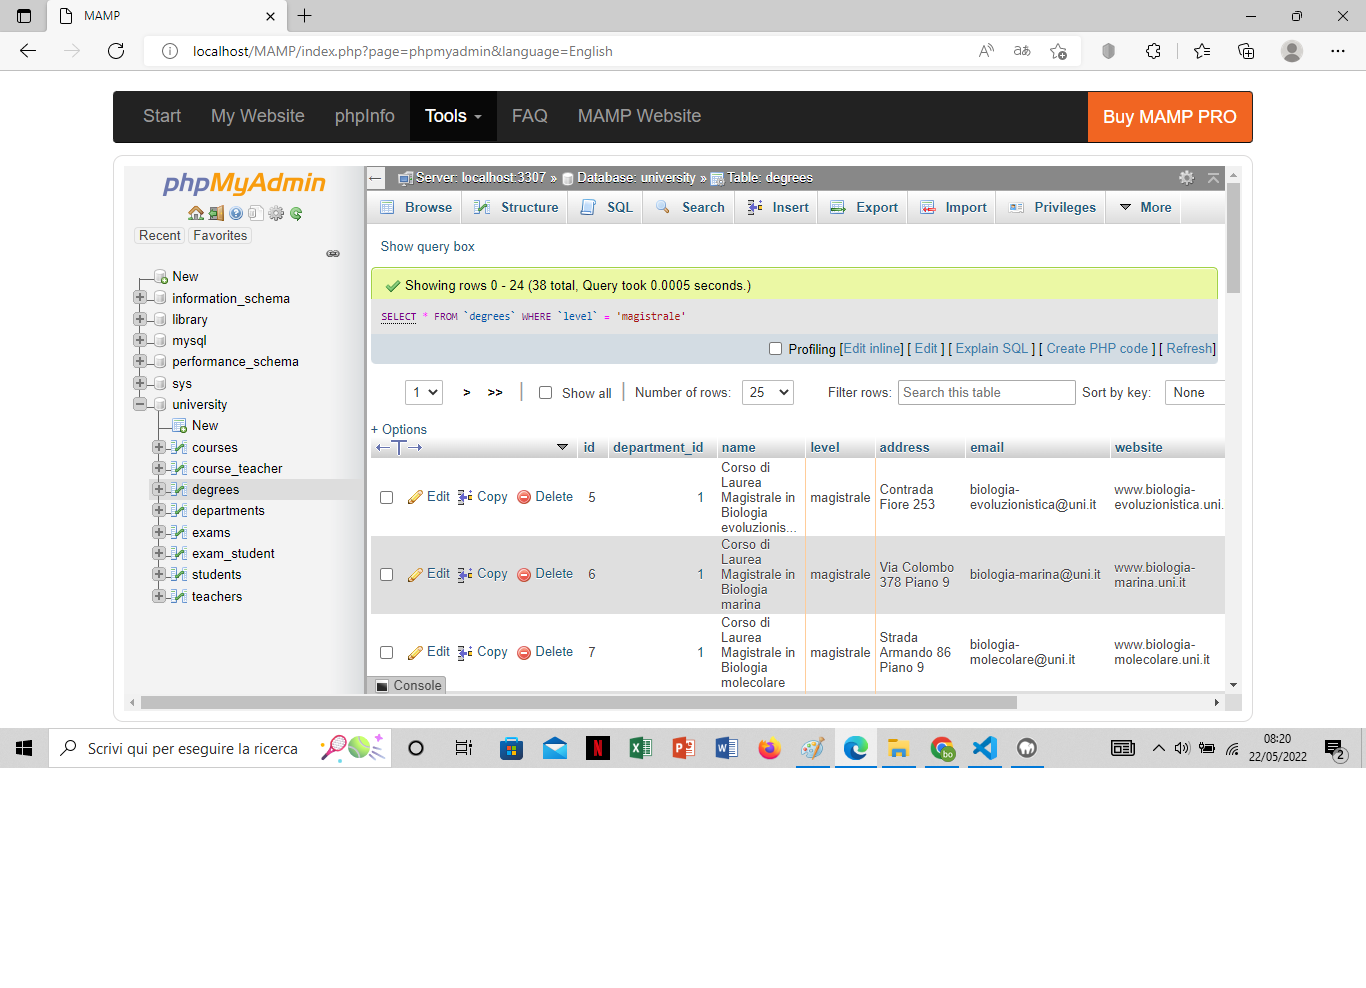 MAMP
localhost/MAMP/index.php?page=phpmyadmin&language=English
Start My Website phpInfo Tools FAQ MAMP Website Buy MAMP PRO
phpMyAdmin
Recent Favorites
New
information_schema
library
mysql
performance_schema
sys
university
New
courses
course_teacher
degrees
departments
exams
exam_student
students
teachers
Server: localhost:3307 » Database: university » Table: degrees
Browse Structure SQL Search Insert Export Import Privileges More
Show query box
Showing rows 0 - 24 (38 total, Query took 0.0005 seconds.)
SELECT * FROM `degrees` WHERE `level` = 'magistrale'
Profiling [Edit inline] [ Edit ] [ Explain SQL ] [ Create PHP code ] [ Refresh]
1 > >> Show all Number of rows: 25 Filter rows: Search this table Sort by key: None
+ Options
id department_id name level address email website
Edit Copy Delete 5 1
Corso di
Laurea
Magistrale in
Biologia
evoluzionis...
magistrale
Contrada
Fiore 253
biologia-
evoluzionistica@uni.it
www.biologia-
evoluzionistica.uni.
Edit Copy Delete 6 1
Corso di
Laurea
Magistrale in
Biologia
marina
magistrale
Via Colombo
378 Piano 9
biologia-marina@uni.it
www.biologia-
marina.uni.it
Edit Copy Delete 7 1
Corso di
Laurea
Magistrale in
Biologia
molecolare
magistrale
Strada
Armando 86
Piano 9
biologia-
molecolare@uni.it
www.biologia-
molecolare.uni.it
Console
Scrivi qui per eseguire la ricerca
08:20
22/05/2022
2